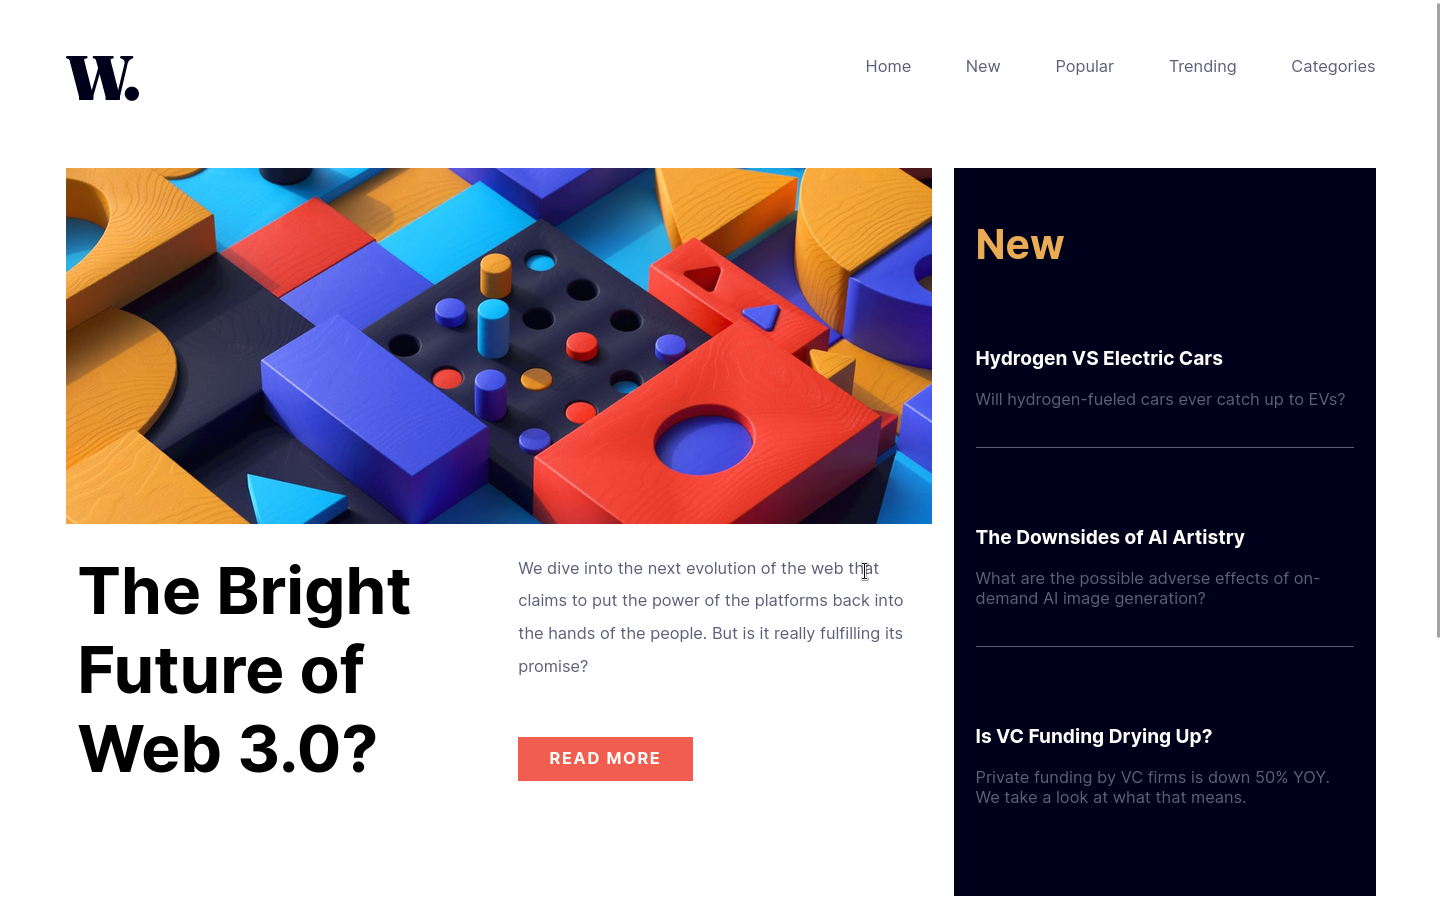 W.
Home New Popular Trending Categories
The Bright
Future of
Web 3.0?
We dive into the next evolution of the web that
claims to put the power of the platforms back into
the hands of the people. But is it really fulfilling its
promise?
READ MORE
New
Hydrogen VS Electric Cars
Will hydrogen-fueled cars ever catch up to EVs?
The Downsides of AI Artistry
What are the possible adverse effects of on-
demand AI image generation?
Is VC Funding Drying Up?
Private funding by VC firms is down 50% YOY.
We take a look at what that means.